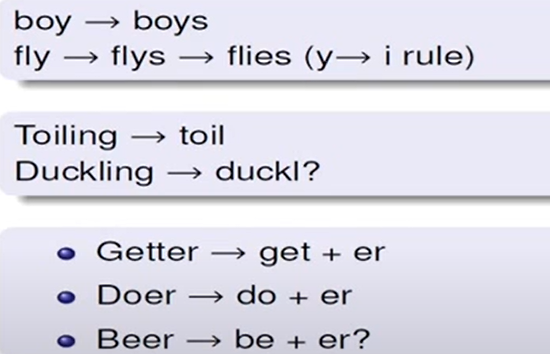 boy → boys
fly → flys → flies (y→ i rule)
Toiling → toil
Duckling → duckl?
Getter → get + er
Doer → do + er
Beer → be + er?